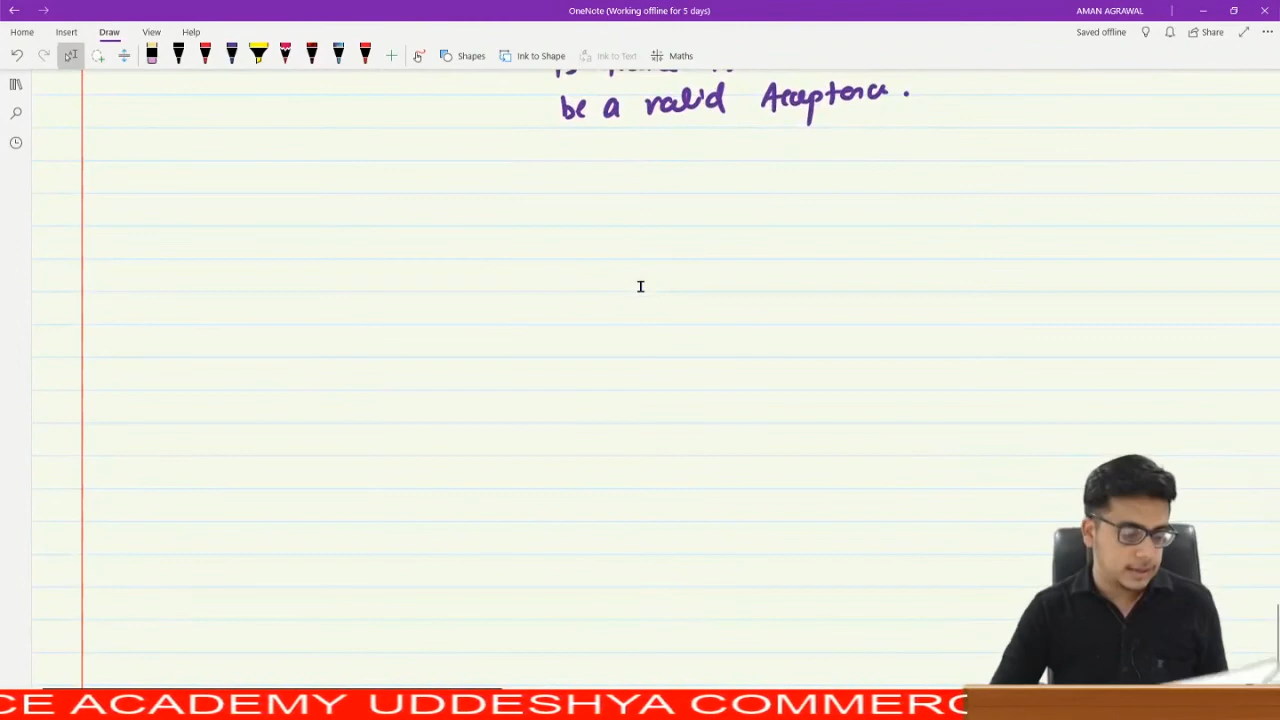 OneNote (Working offline for 5 days)
AMAN AGRAWAL
Home Insert Draw View Help
Saved offline Share
Shapes Ink to Shape Ink to Text Maths
be a valid Acceptance.
CE ACADEMY UDDESHYA COMMERC